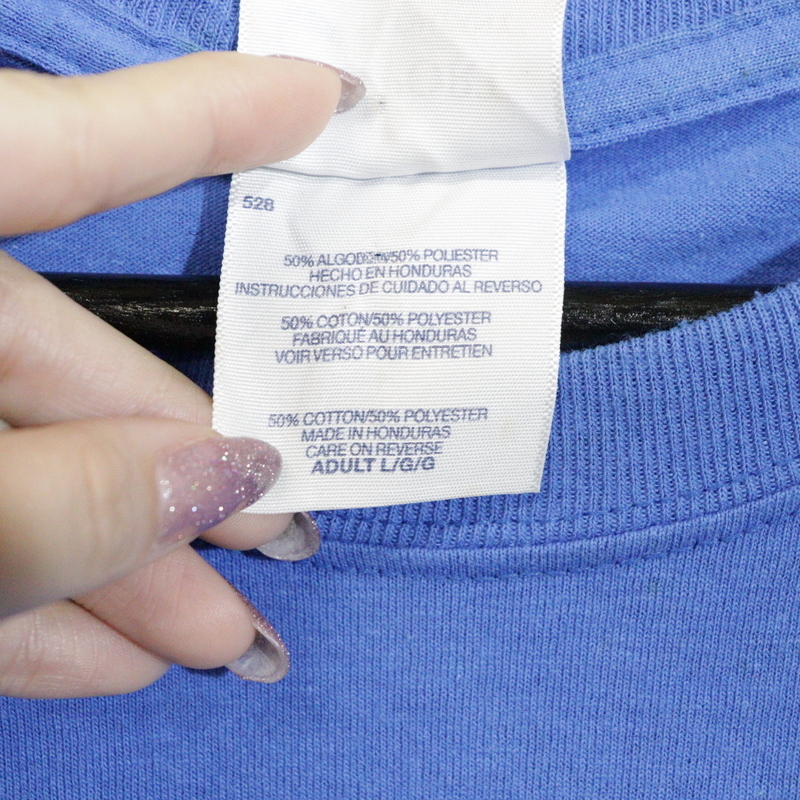 528
50% ALGODON/50% POLIESTER
HECHO EN HONDURAS
INSTRUCCIONES DE CUIDADO AL REVERSO
50% COTON/50% POLYESTER
FABRIQUÉ AU HONDURAS
VOIR VERSO POUR ENTRETIEN
50% COTTON/50% POLYESTER
MADE IN HONDURAS
CARE ON REVERSE
ADULT L/G/G